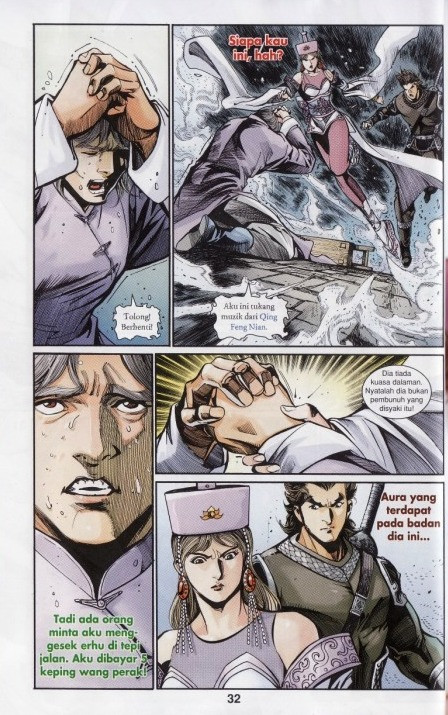 Siapa kau
ini, hah?
Tolong!
Berhenti!
Aku ini tukang
muzik dari Qing
Feng Nian.
Dia tiada
kuasa dalaman.
Nyatalah dia bukan
pembunuh yang
disyaki itu!
Tadi ada orang
minta aku meng-
gesek erhu di tepi
jalan. Aku dibayar 5
keping wang perak!
Aura yang
terdapat
pada badan
dia ini...
32